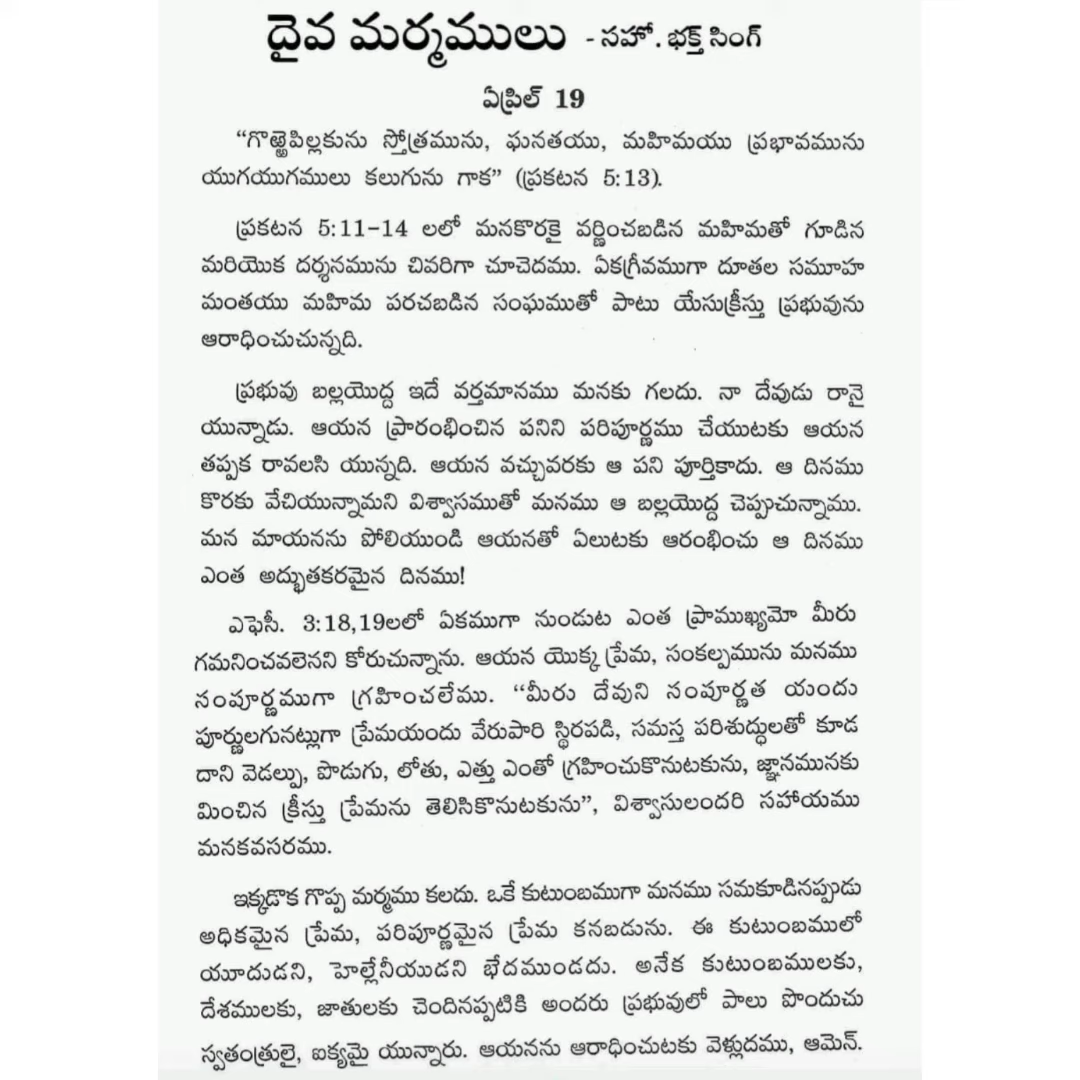 దైవ మర్మములు - సహో. భక్త్ సింగ్
ఏప్రిల్ 19
“గొఱ్ఱెపిల్లకును స్తోత్రమును, ఘనతయు, మహిమయు ప్రభావమును
యుగయుగములు కలుగును గాక” (ప్రకటన 5:13).
ప్రకటన 5:11-14 లలో మనకొరకై వర్ణించబడిన మహిమతో గూడిన
మరియొక దర్శనమును చివరిగా చూచెదము. ఏకగ్రీవముగా దూతల సమూహ
మంతయు మహిమ పరచబడిన సంఘముతో పాటు యేసుక్రీస్తు ప్రభువును
ఆరాధించుచున్నది.
ప్రభువు బల్లయొద్ద ఇదే వర్తమానము మనకు గలదు. నా దేవుడు రానై
యున్నాడు. ఆయన ప్రారంభించిన పనిని పరిపూర్ణము చేయుటకు ఆయన
తప్పక రావలసి యున్నది. ఆయన వచ్చువరకు ఆ పని పూర్తికాదు. ఆ దినము
కొరకు వేచియున్నామని విశ్వాసముతో మనము ఆ బల్లయొద్ద చెప్పుచున్నాము.
మన మాయనను పోలియుండి ఆయనతో ఏలుటకు ఆరంభించు ఆ దినము
ఎంత అద్భుతకరమైన దినము!
ఎఫెసీ. 3:18,19లలో ఏకముగా నుండుట ఎంత ప్రాముఖ్యమో మీరు
గమనించవలెనని కోరుచున్నాను. ఆయన యొక్క ప్రేమ, సంకల్పమును మనము
సంపూర్ణముగా గ్రహించలేము. “మీరు దేవుని సంపూర్ణత యందు
పూర్ణులగునట్లుగా ప్రేమయందు వేరుపారి స్థిరపడి, సమస్త పరిశుద్ధులతో కూడ
దాని వెడల్పు, పొడుగు, లోతు, ఎత్తు ఎంతో గ్రహించుకొనుటకును, జ్ఞానమునకు
మించిన క్రీస్తు ప్రేమను తెలిసికొనుటకును”, విశ్వాసులందరి సహాయము
మనకవసరము.
ఇక్కడొక గొప్ప మర్మము కలదు. ఒకే కుటుంబముగా మనము సమకూడినప్పుడు
అధికమైన ప్రేమ, పరిపూర్ణమైన ప్రేమ కనబడును. ఈ కుటుంబములో
యూదుడని, హెల్లేనీయుడని భేదముండదు. అనేక కుటుంబములకు,
దేశములకు, జాతులకు చెందినప్పటికి అందరు ప్రభువులో పాలు పొందుచు
స్వతంత్రులై, ఐక్యమై యున్నారు. ఆయనను ఆరాధించుటకు వెళ్లుదము, ఆమెన్.